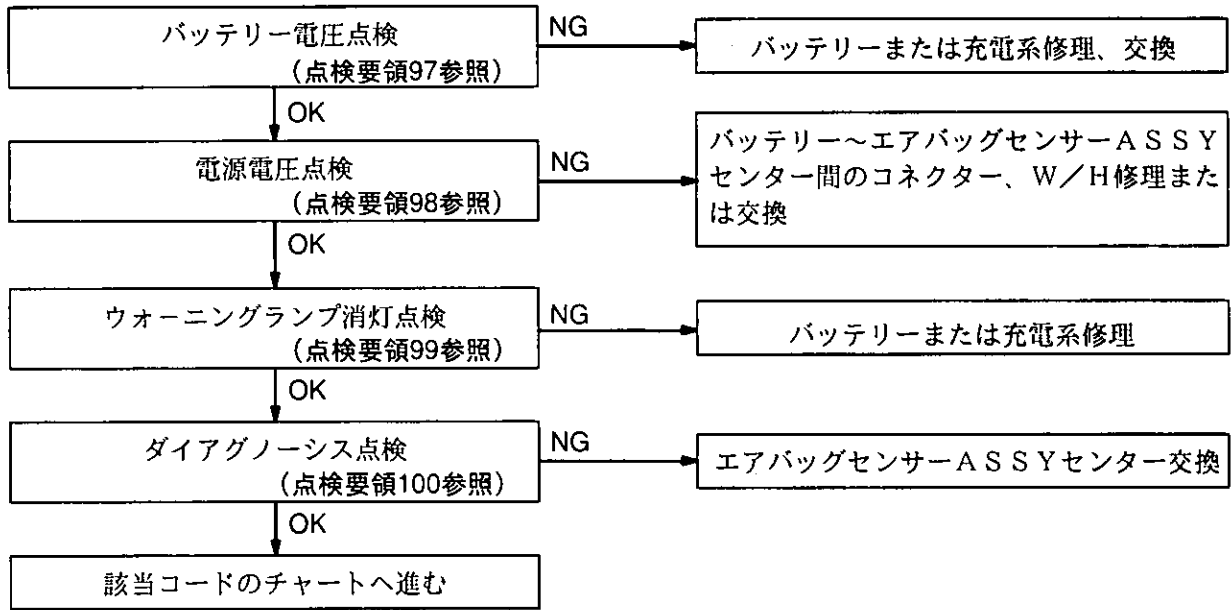 バッテリー電圧点検
(点検要領97参照)
NG
バッテリーまたは充電系修理、交換
OK
電源電圧点検
(点検要領98参照)
NG
バッテリー~エアバッグセンサーASSY
センター間のコネクター、W/H修理また
は交換
OK
ウォーニングランプ消灯点検
(点検要領99参照)
NG
バッテリーまたは充電系修理
OK
ダイアグノーシス点検
(点検要領100参照)
NG
エアバッグセンサーASSYセンター交換
OK
該当コードのチャートへ進む